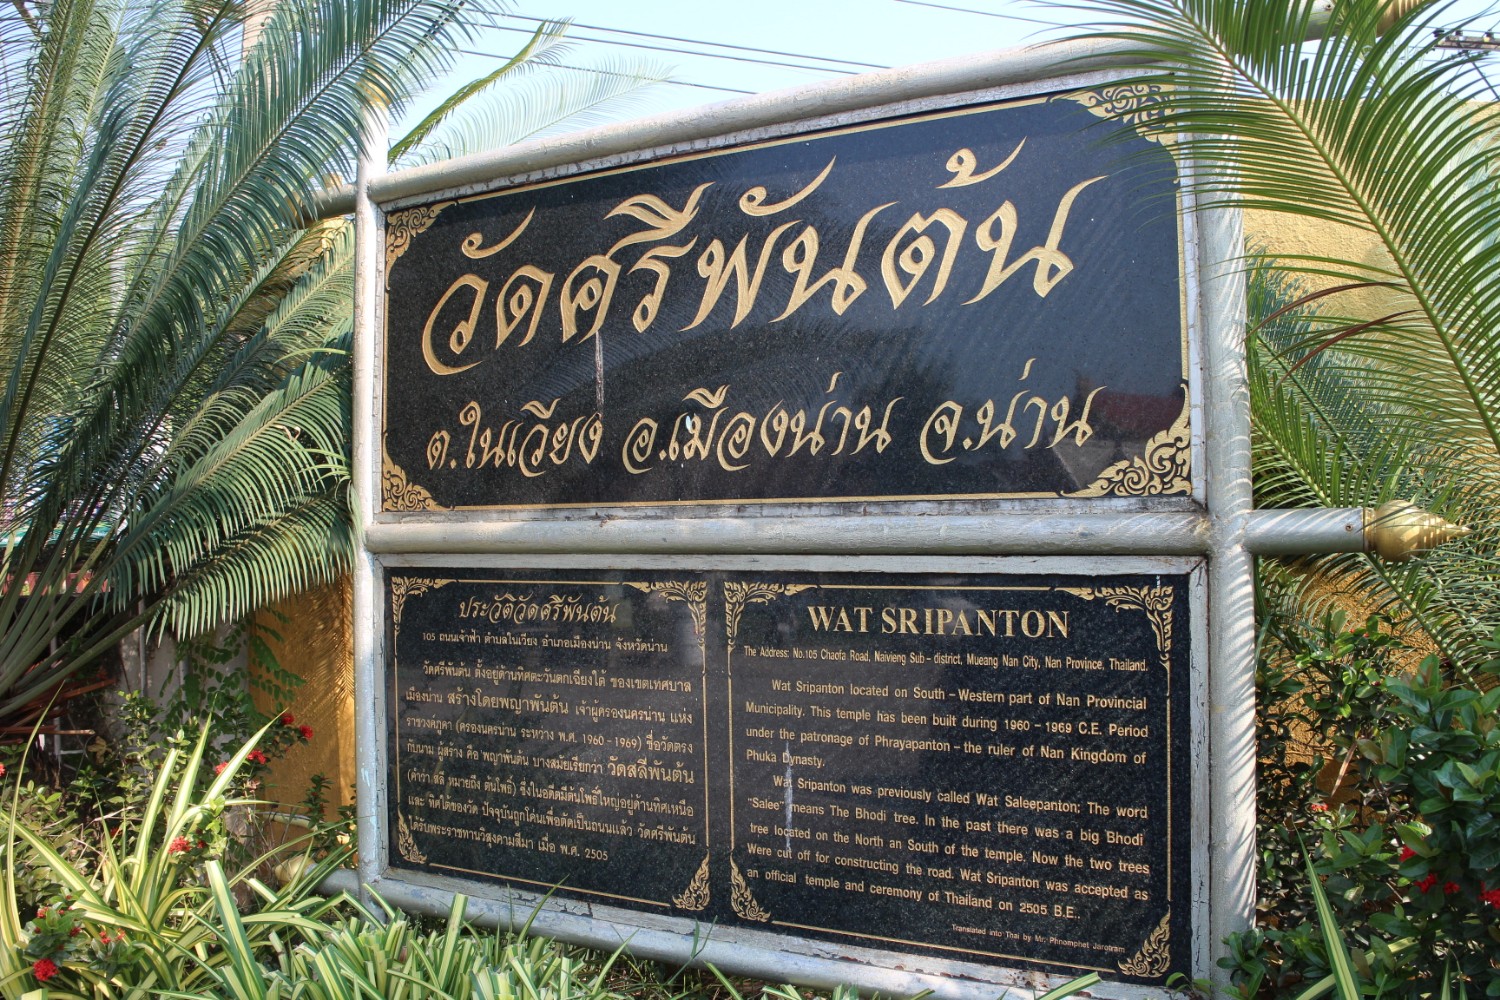 วัดศรีพันต้น
ต.ในเวียง อ.เมืองน่าน จ.น่าน
ประวัติวัดศรีพันต้น
105 ถนนเจ้าฟ้า ตำบลในเวียง อำเภอเมืองน่าน จังหวัดน่าน
วัดศรีพันต้น ตั้งอยู่ด้านทิศตะวันตกเฉียงใต้ ของเขตเทศบาล
เมืองน่าน สร้างโดยพญาพันต้น เจ้าผู้ครองนครน่าน แห่ง
ราชวงศ์ภูคา (ครองนครน่าน ระหว่าง พ.ศ. 1960 - 1969) ชื่อวัดตรง
กับนาม ผู้สร้าง คือ พญาพันต้น บางสมัยเรียกว่า วัดสลีพันต้น
(คำว่า สลี หมายถึง ต้นโพธิ์) ซึ่งในอดีตมีต้นโพธิ์ใหญ่อยู่ด้านทิศเหนือ
และ ทิศใต้ของวัด ปัจจุบันถูกโค่นเพื่อตัดเป็นถนนแล้ว วัดศรีพันต้น
ได้รับพระราชทานวิสุงคามสีมา เมื่อ พ.ศ. 2505
WAT SRIPANTON
The Address: No.105 Chaofa Road, Naivieng Sub - district, Mueang Nan City, Nan Province, Thailand.
Wat Sripanton located on South - Western part of Nan Provincial
Municipality. This temple has been built during 1960 - 1969 C.E. Period
under the patronage of Phrayapanton - the ruler of Nan Kingdom of
Phuka Dynasty.
Wat Sripanton was previously called Wat Saleepanton; The word
"Salee" means The Bhodi tree. In the past there was a big Bhodi
tree located on the North an South of the temple. Now the two trees
Were cut off for constructing the road. Wat Sripanton was accepted as
an official temple and ceremony of Thailand on 2505 B.E..
Translated into Thai by Mr. Phnomphet Jarotram